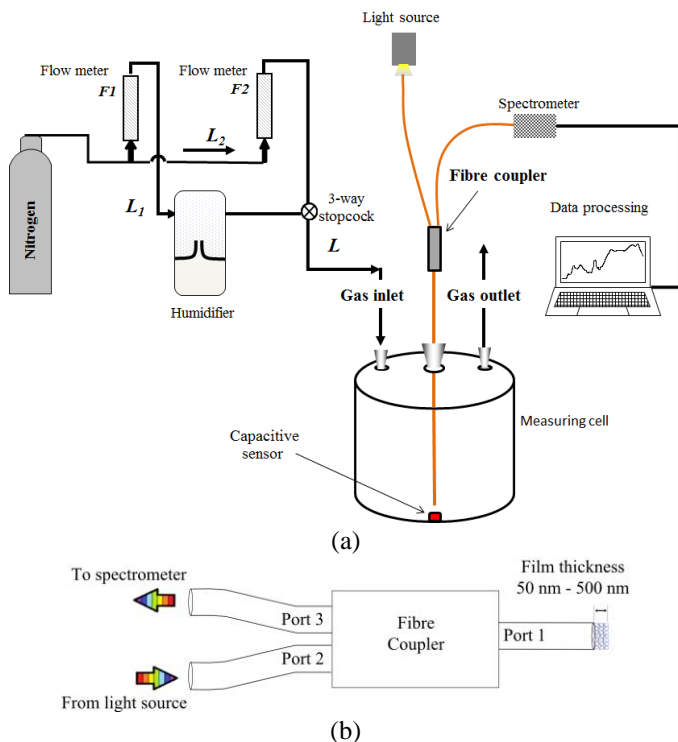 Light source
Flow meter
F1
Flow meter
F2
Spectrometer
L2
Fibre coupler
3-way
stopcock
Data processing
L1
Nitrogen
L
Gas inlet
Gas outlet
Humidifier
Measuring cell
Capacitive
sensor
(a)
To spectrometer
Film thickness
50 nm - 500 nm
Port 3
Fibre
Coupler
Port 1
Port 2
From light source
(b)